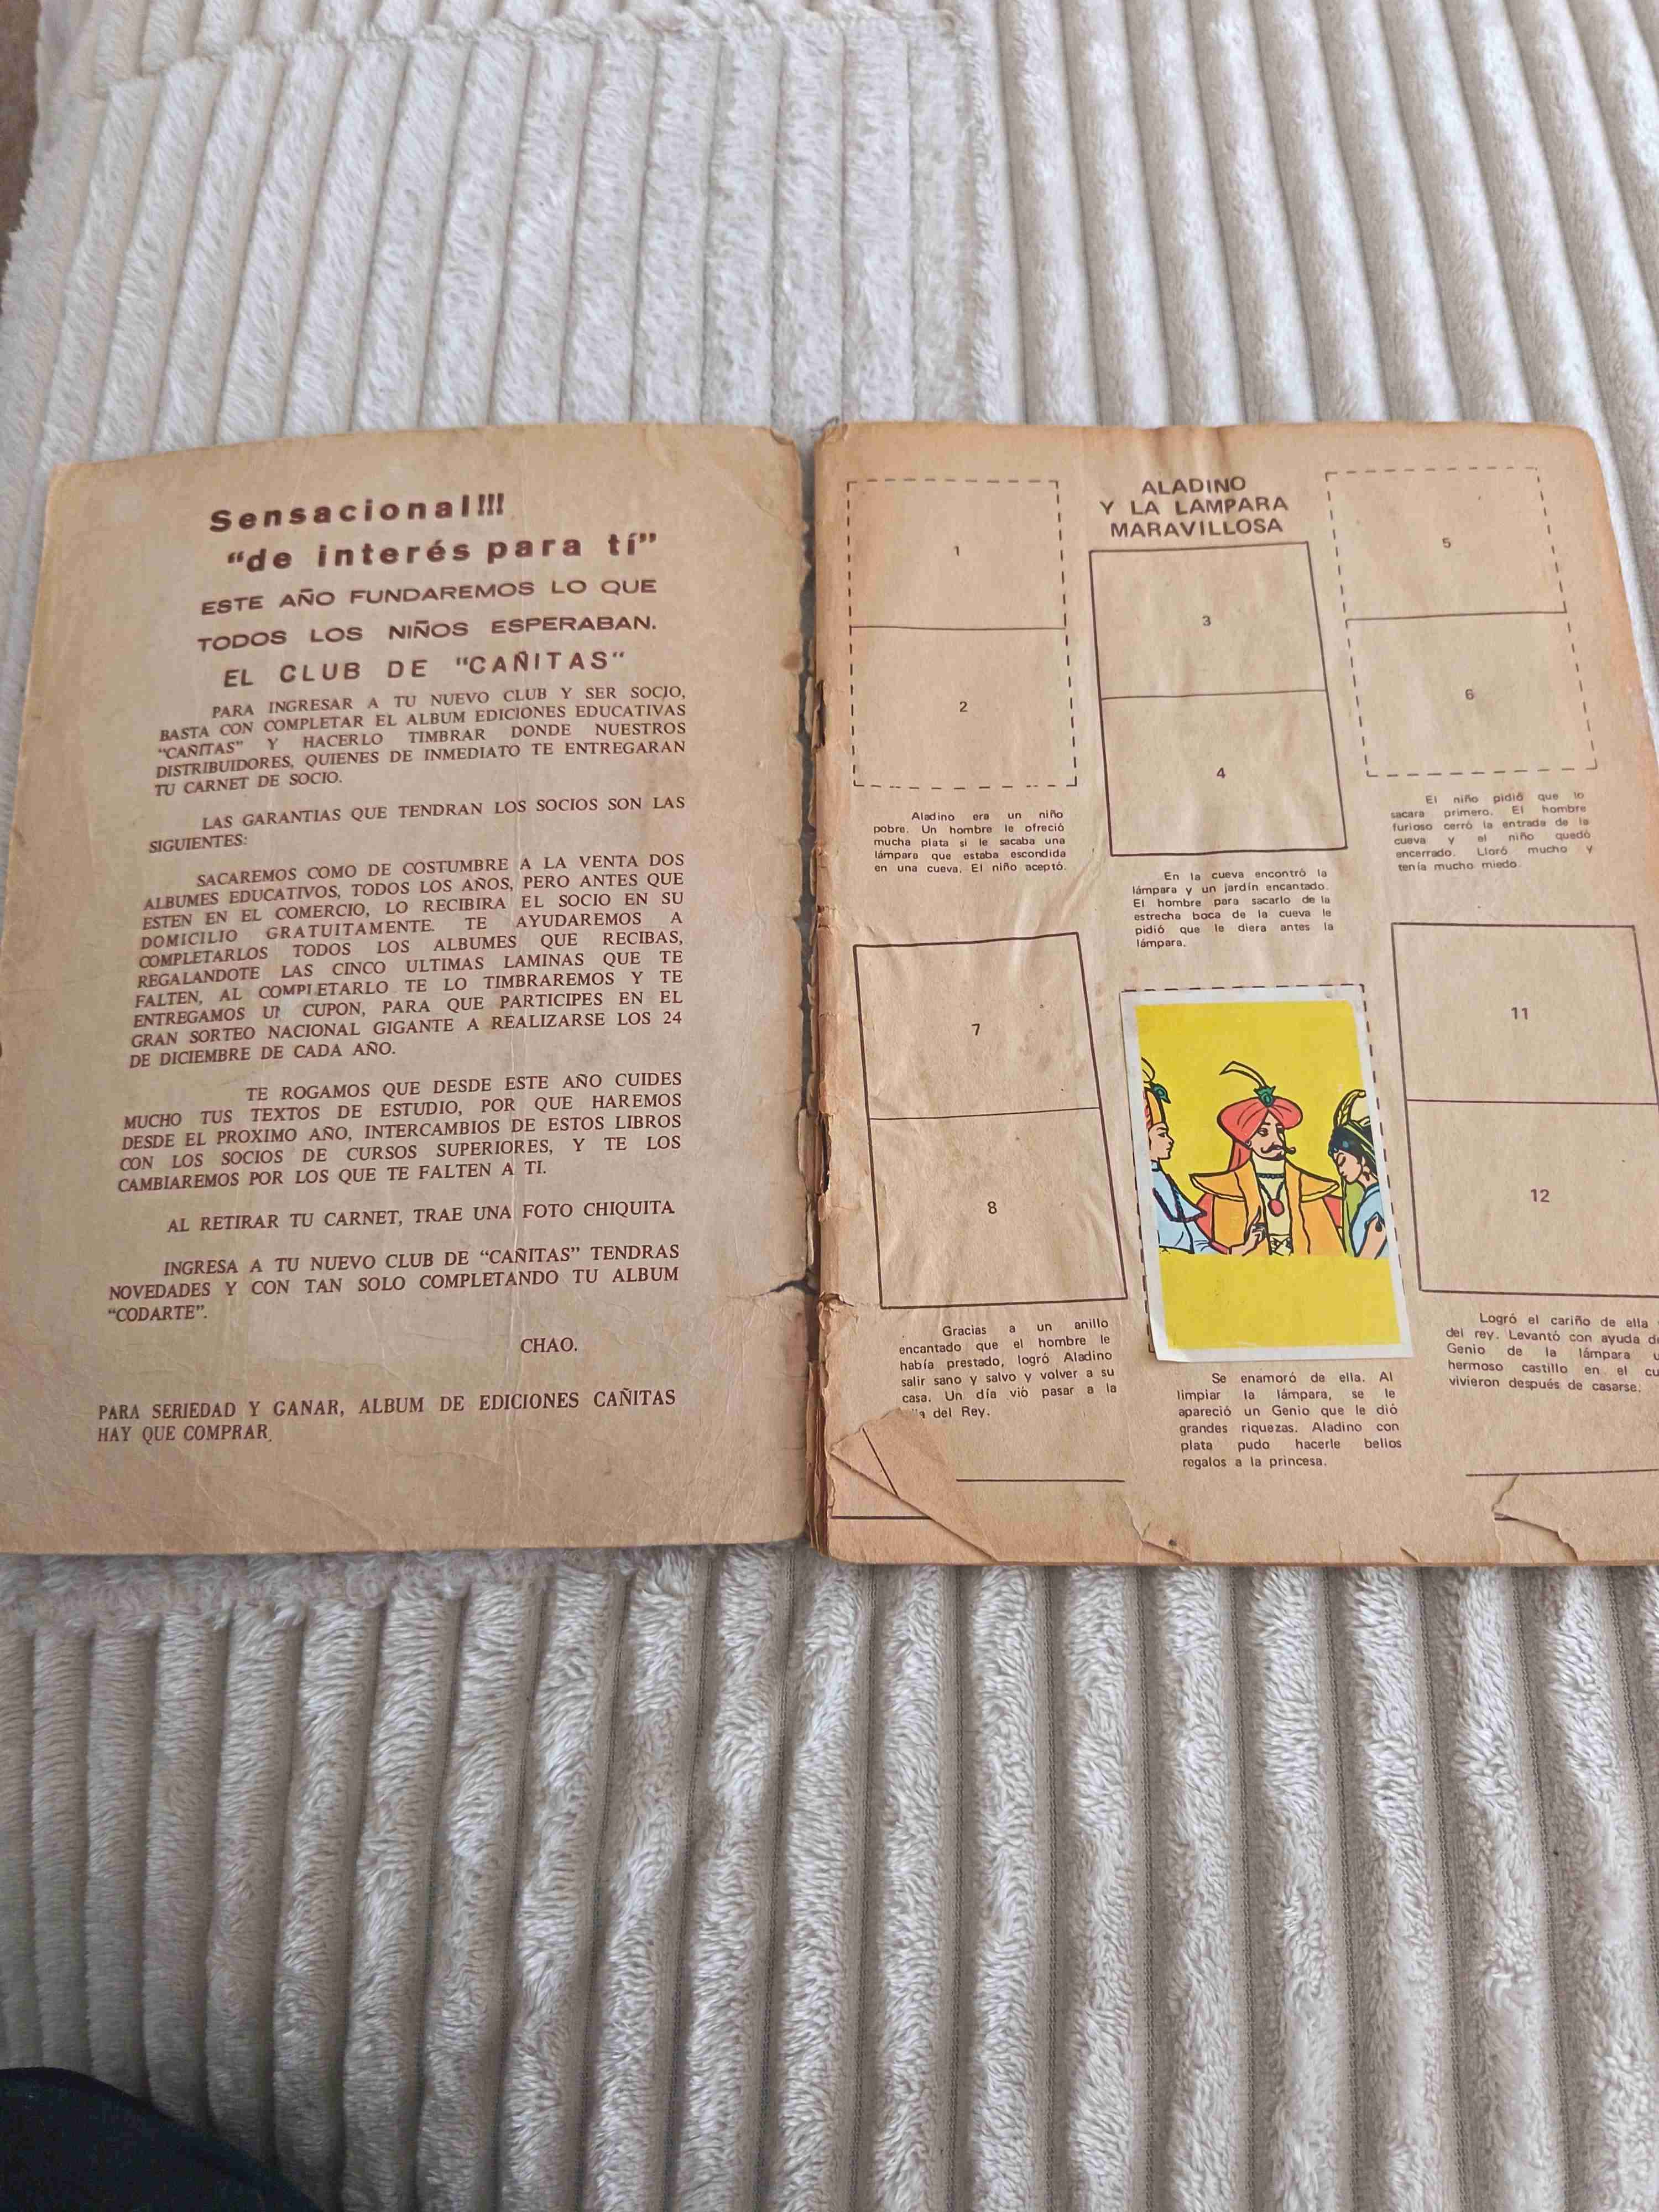 Sensacional!!!
“de interés para tí”
ESTE AÑO FUNDAREMOS LO QUE
TODOS LOS NIÑOS ESPERABAN.
EL CLUB DE "CAÑITAS"
PARA INGRESAR A TU NUEVO CLUB Y SER SOCIO,
BASTA CON COMPLETAR EL ALBUM EDICIONES EDUCATIVAS
“CAÑITAS” Y HACERLO TIMBRAR DONDE NUESTROS
DISTRIBUIDORES, QUIENES DE INMEDIATO TE ENTREGARAN
TU CARNET DE SOCIO.
LAS GARANTIAS QUE TENDRAN LOS SOCIOS SON LAS
SIGUIENTES:
SACAREMOS COMO DE COSTUMBRE A LA VENTA DOS
ALBUMES EDUCATIVOS, TODOS LOS AÑOS, PERO ANTES QUE
ESTEN EN EL COMERCIO, LO RECIBIRA EL SOCIO EN SU
DOMICILIO GRATUITAMENTE. TE AYUDAREMOS A
COMPLETARLOS TODOS LOS ALBUMES QUE RECIBAS,
REGALANDOTE LAS CINCO ULTIMAS LAMINAS QUE TE
FALTEN, AL COMPLETARLO TE LO TIMBRAREMOS Y TE
ENTREGAMOS UN CUPON, PARA QUE PARTICIPES EN EL
GRAN SORTEO NACIONAL GIGANTE A REALIZARSE LOS 24
DE DICIEMBRE DE CADA AÑO.
TE ROGAMOS QUE DESDE ESTE AÑO CUIDES
MUCHO TUS TEXTOS DE ESTUDIO, POR QUE HAREMOS
DESDE EL PROXIMO AÑO, INTERCAMBIOS DE ESTOS LIBROS
CON LOS SOCIOS DE CURSOS SUPERIORES, Y TE LOS
CAMBIAREMOS POR LOS QUE TE FALTEN A TI.
AL RETIRAR TU CARNET, TRAE UNA FOTO CHIQUITA
INGRESA A TU NUEVO CLUB DE “CAÑITAS” TENDRAS
NOVEDADES Y CON TAN SOLO COMPLETANDO TU ALBUM
“CODARTE”.
CHAO.
PARA SERIEDAD Y GANAR, ALBUM DE EDICIONES CAÑITAS
HAY QUE COMPRAR.
ALADINO
Y LA LAMPARA
MARAVILLOSA
1
2
Aladino era un niño
pobre. Un hombre le ofreció
mucha plata si le sacaba una
lámpara que estaba escondida
en una cueva. El niño aceptó.
3
4
En la cueva encontró la
lámpara y un jardín encantado.
El hombre para sacarlo de la
estrecha boca de la cueva le
pidió que le diera antes la
lámpara.
5
6
El niño pidió que lo
sacara primero. El hombre
furioso cerró la entrada de la
cueva y el niño quedó
encerrado. Lloró mucho y
tenía mucho miedo.
7
8
Gracias a un anillo
encantado que el hombre le
había prestado, logró Aladino
salir sano y salvo y volver a su
casa. Un día vió pasar a la
del Rey.
Se enamoró de ella. Al
limpiar la lámpara, se le
apareció un Genio que le dió
grandes riquezas. Aladino con
plata pudo hacerle bellos
regalos a la princesa.
11
12
Logró el cariño de ella
del rey. Levantó con ayuda
Genio de la lámpara
hermoso castillo en el
vivieron después de casarse.